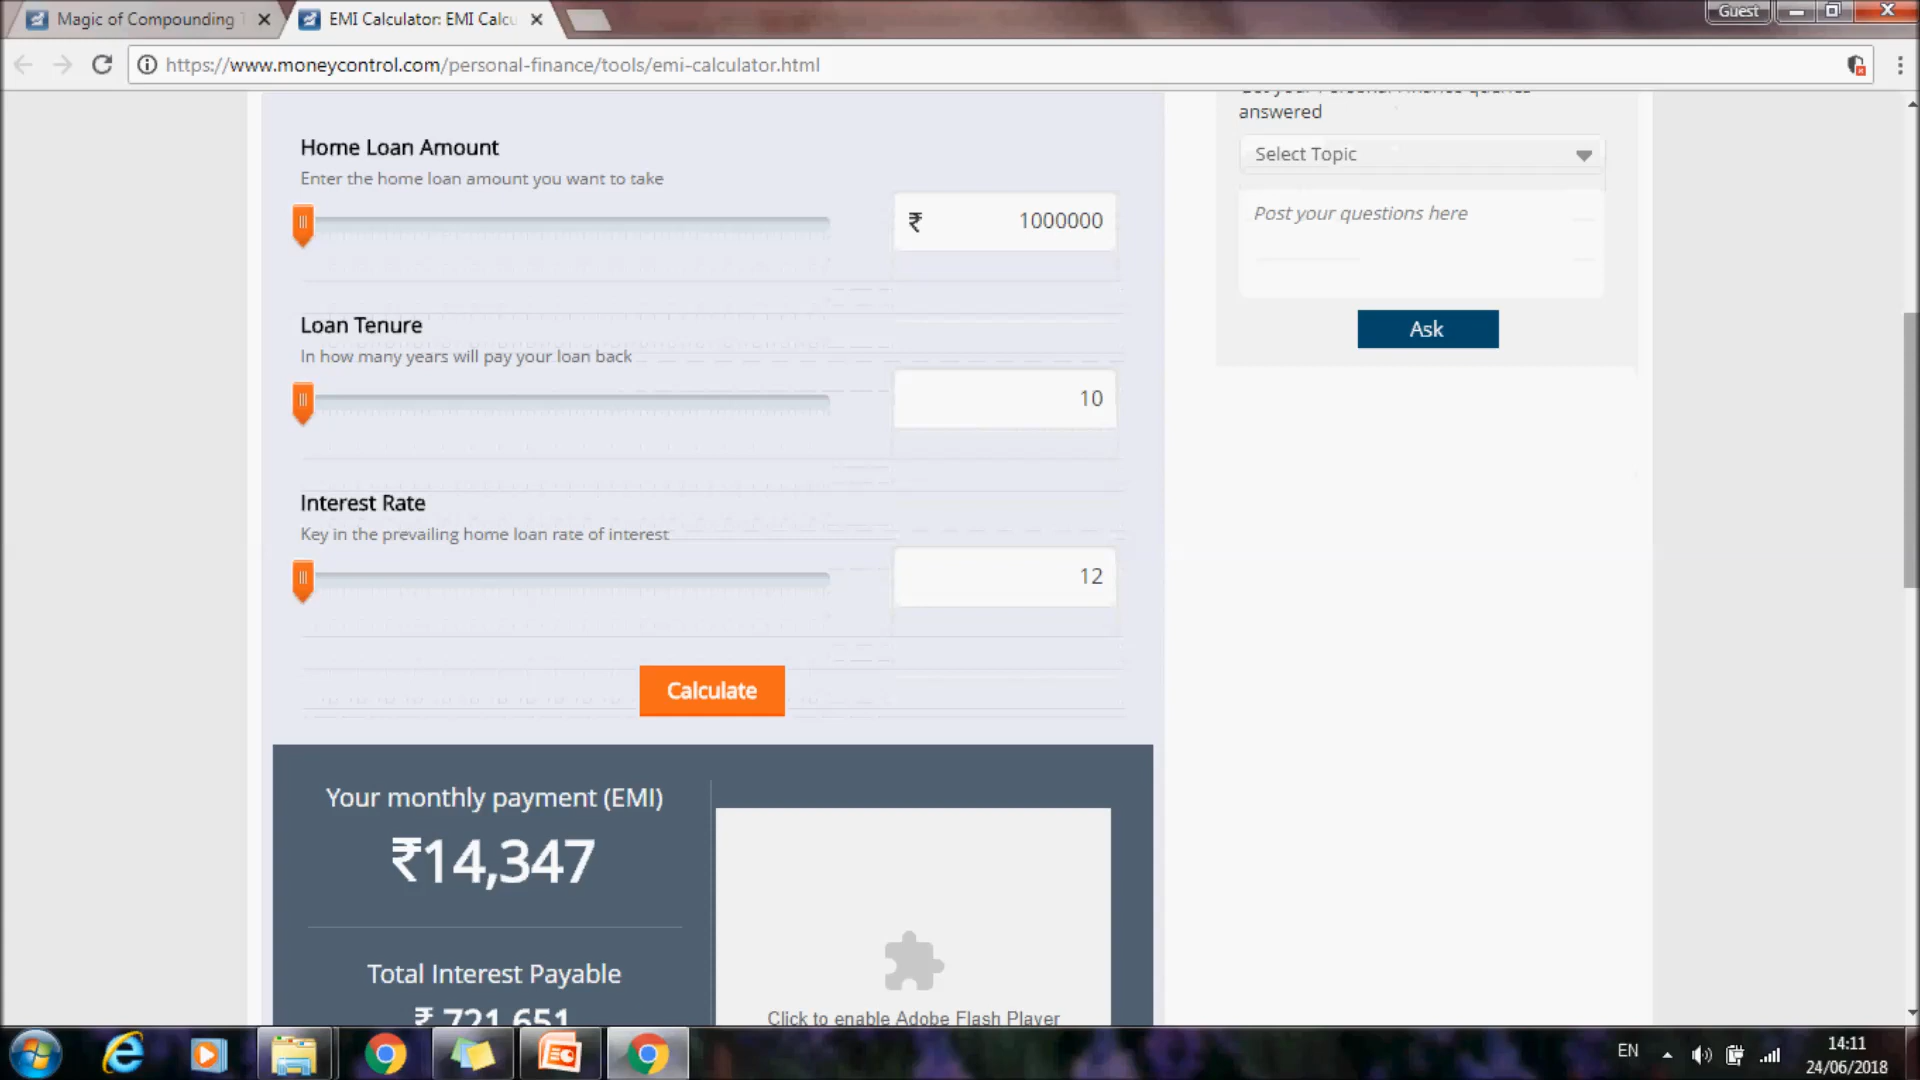 Magic of Compounding
EMI Calculator: EMI Calcu
Guest
https://www.moneycontrol.com/personal-finance/tools/emi-calculator.html
answered
Select Topic
Post your questions here
Ask
Home Loan Amount
Enter the home loan amount you want to take
₹ 1000000
Loan Tenure
In how many years will pay your loan back
10
Interest Rate
Key in the prevailing home loan rate of interest
12
Calculate
Your monthly payment (EMI)
₹14,347
Total Interest Payable
₹ 721,651
Click to enable Adobe Flash Player
EN
14:11
24/06/2018